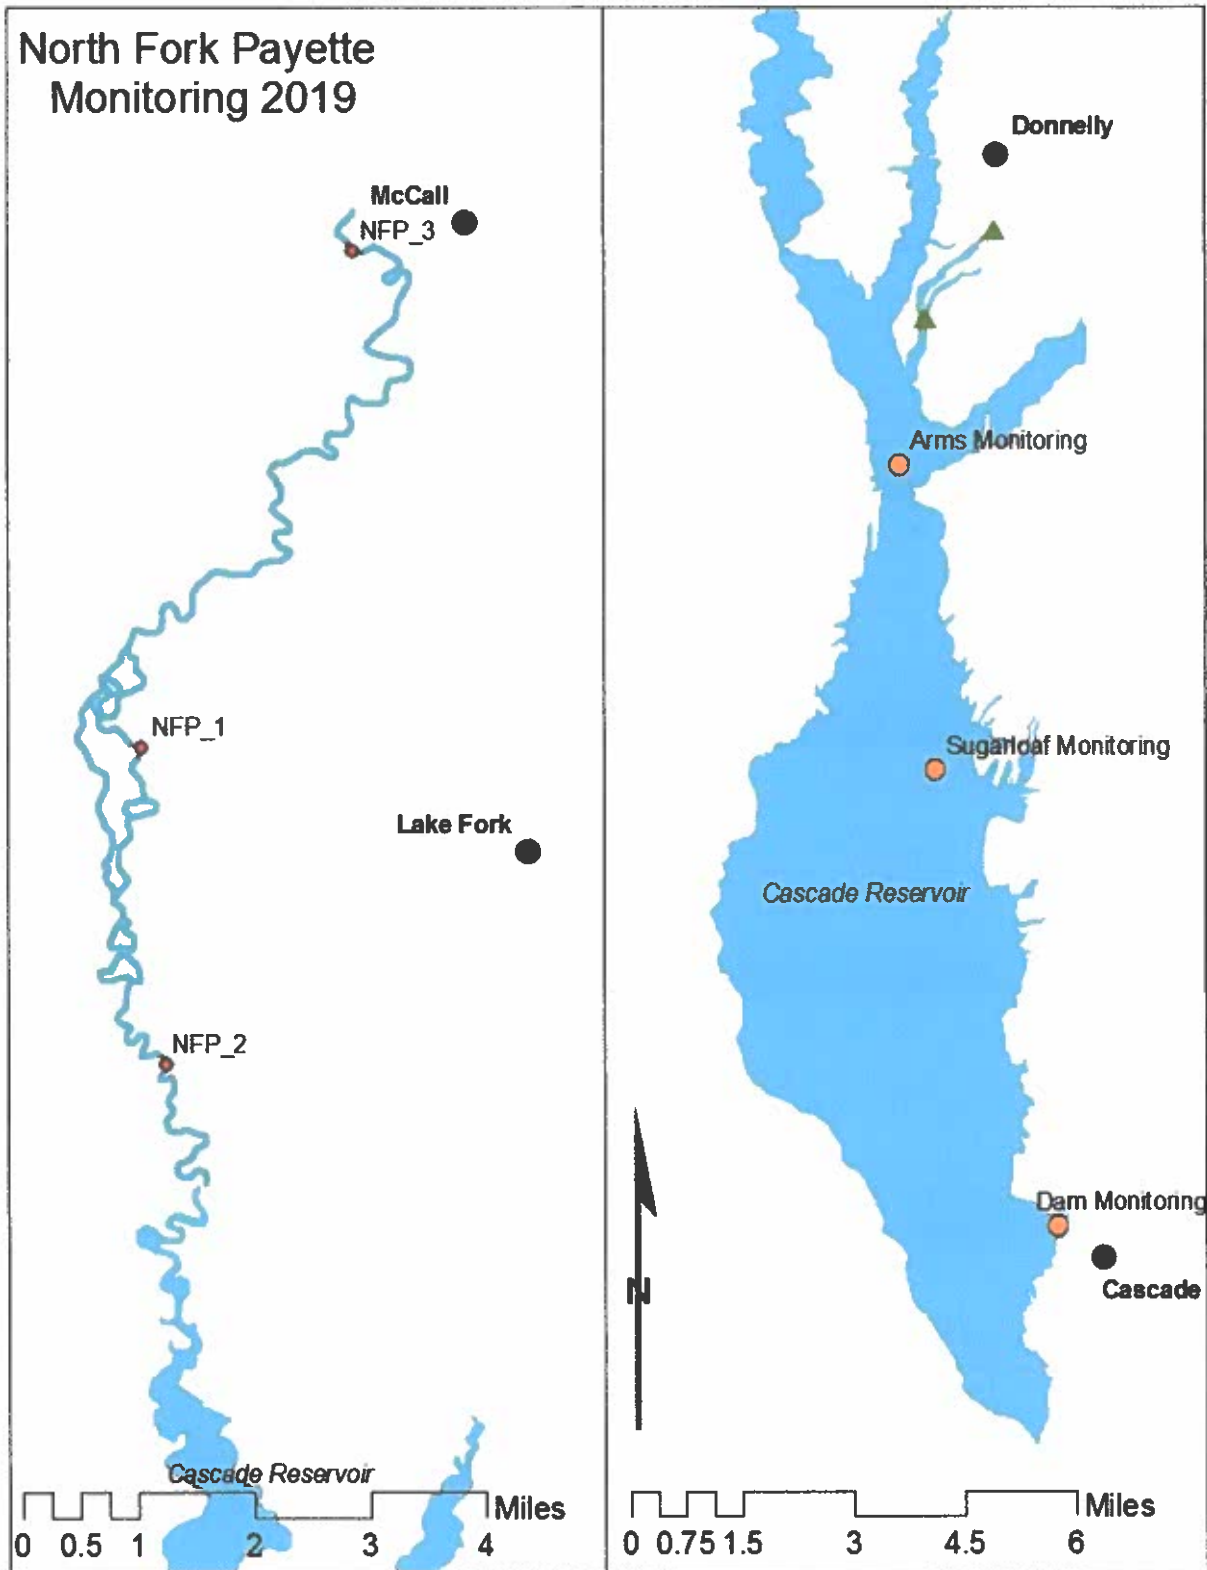 North Fork Payette
Monitoring 2019
McCall
NFP_3
NFP_1
Lake Fork
NFP_2
Cascade Reservoir
Miles
0 0.5 1 2 3 4
Donnelly
Arms Monitoring
Sugarloaf Monitoring
Cascade Reservoir
Dam Monitoring
Cascade
N
Miles
0 0.75 1.5 3 4.5 6